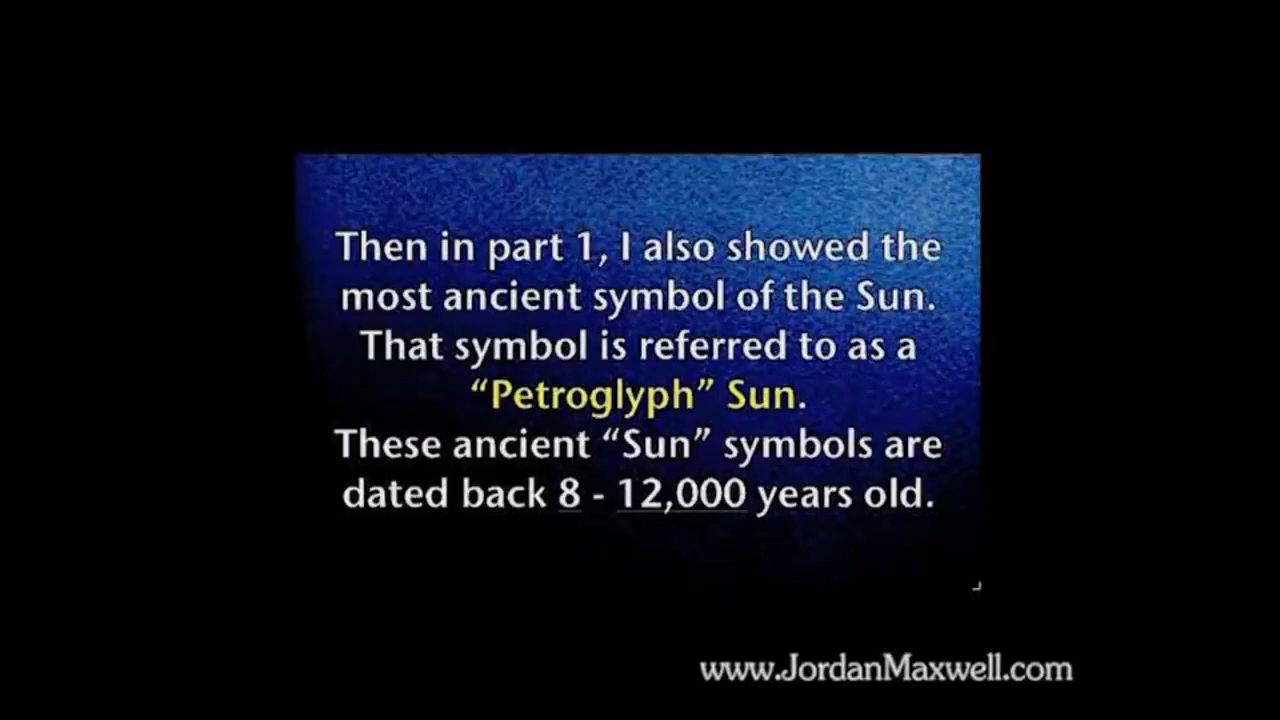 Then in part 1, I also showed the
most ancient symbol of the Sun.
That symbol is referred to as a
“Petroglyph” Sun.
These ancient “Sun” symbols are
dated back 8 - 12,000 years old.
www.JordanMaxwell.com